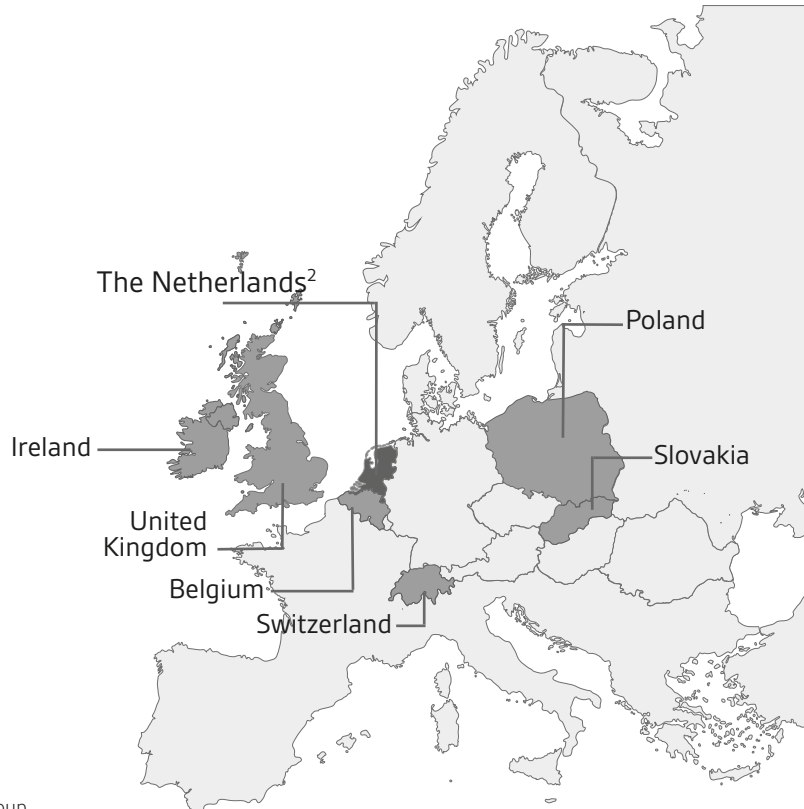 The Netherlands²
Poland
Ireland
Slovakia
United
Kingdom
Belgium
Switzerland